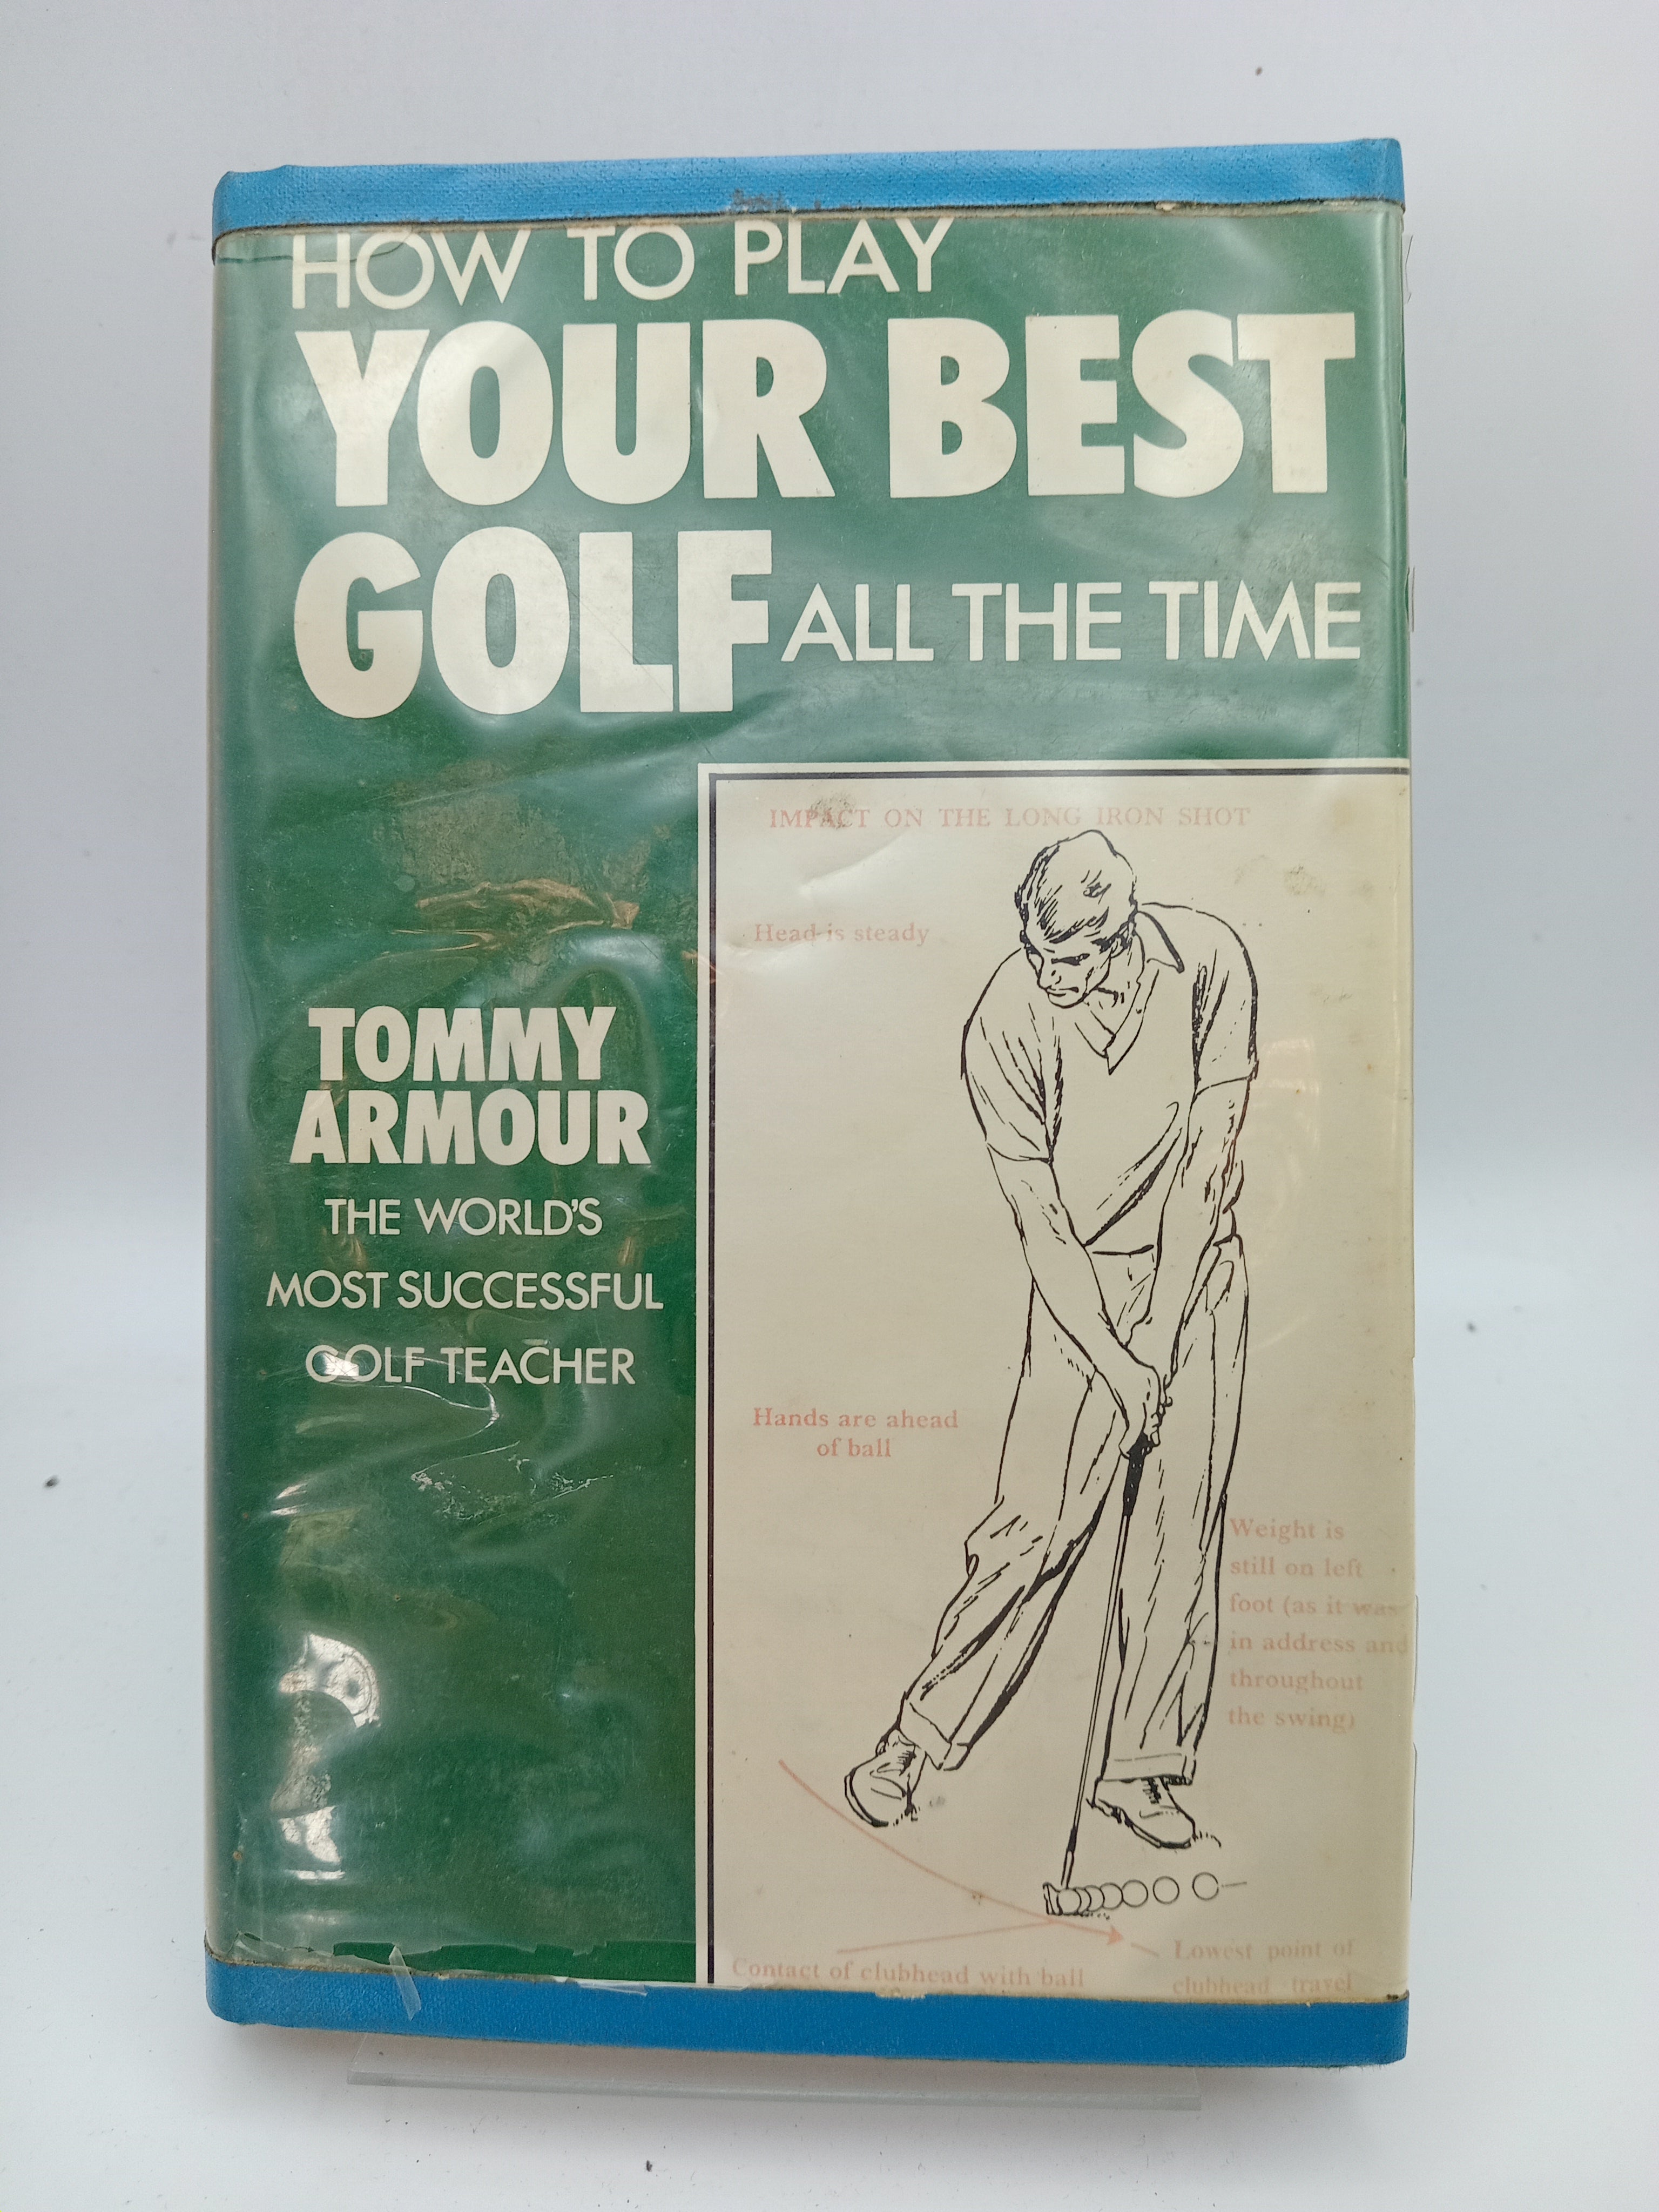 HOW TO PLAY
YOUR BEST
GOLF ALL THE TIME
TOMMY
ARMOUR
THE WORLD'S
MOST SUCCESSFUL
GOLF TEACHER
IMPACT ON THE LONG IRON SHOT
Head is steady
Hands are ahead
of ball
Weight is
still on left
foot (as it was
in address and
throughout
the swing)
Contact of clubhead with ball
Lowest point of
clubhead travel